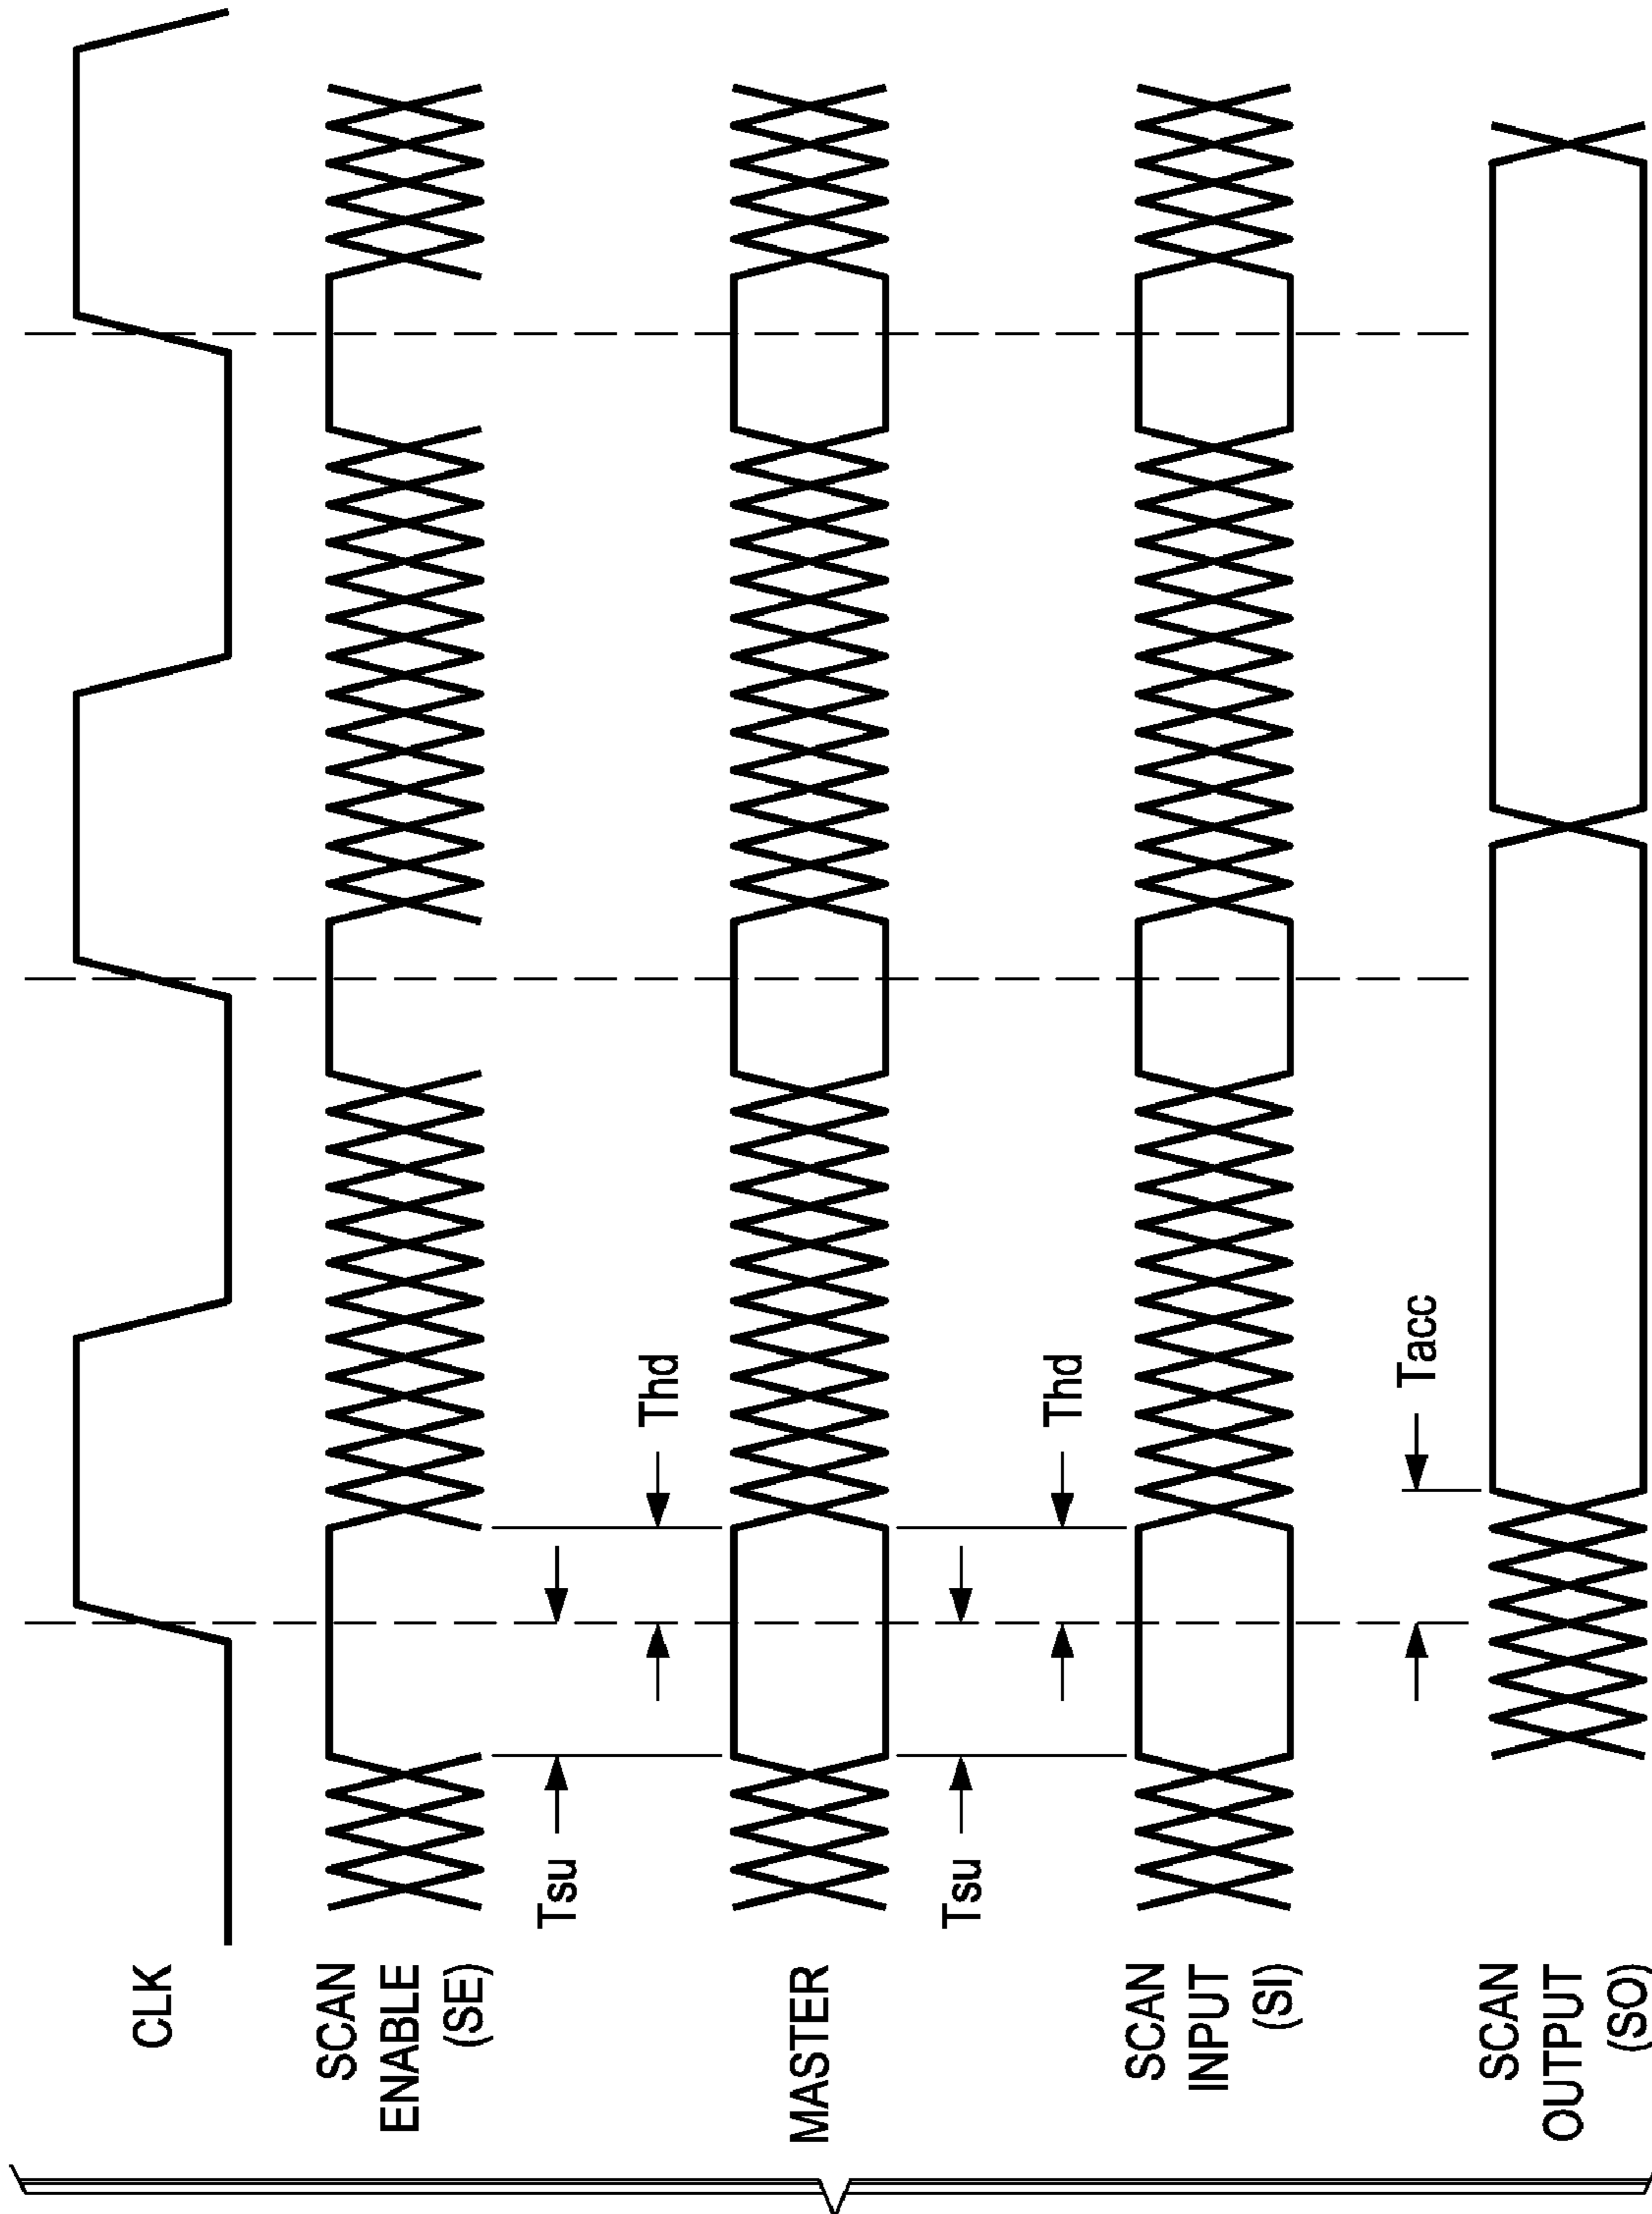 CLK
SCAN
ENABLE
(SE)
Tsu
Thd
MASTER
Tsu
Thd
SCAN
INPUT
(SI)
Tacc
SCAN
OUTPUT
(SO)